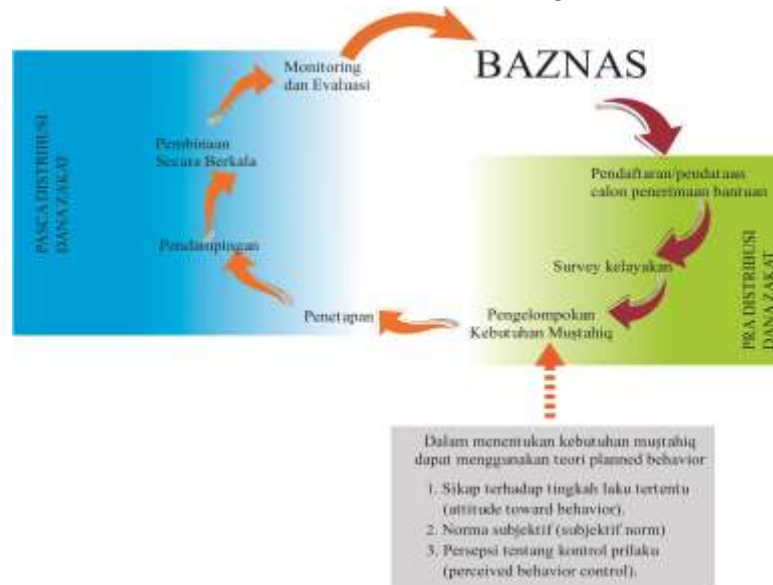 BAZNAS
Pendaftaran/pendataan
calon penerimaan bantuan
Survey kelayakan
Pengelompokan
Kebutuhan Mustahiq
PRA DISTRIBUSI
DANA ZAKAT
Penetapan
Pendampingan
Pembinaan
Secara Berkala
Monitoring
dan Evaluasi
PASCA DISTRIBUSI
DANA ZAKAT
Dalam menentukan kebutuhan mustahiq
dapat menggunakan teori planned behavior
1. Sikap terhadap tingkah laku tertentu
(attitude toward behavior).
2. Norma subjektif (subjektif norm)
3. Persepsi tentang kontrol prilaku
(perceived behavior control).